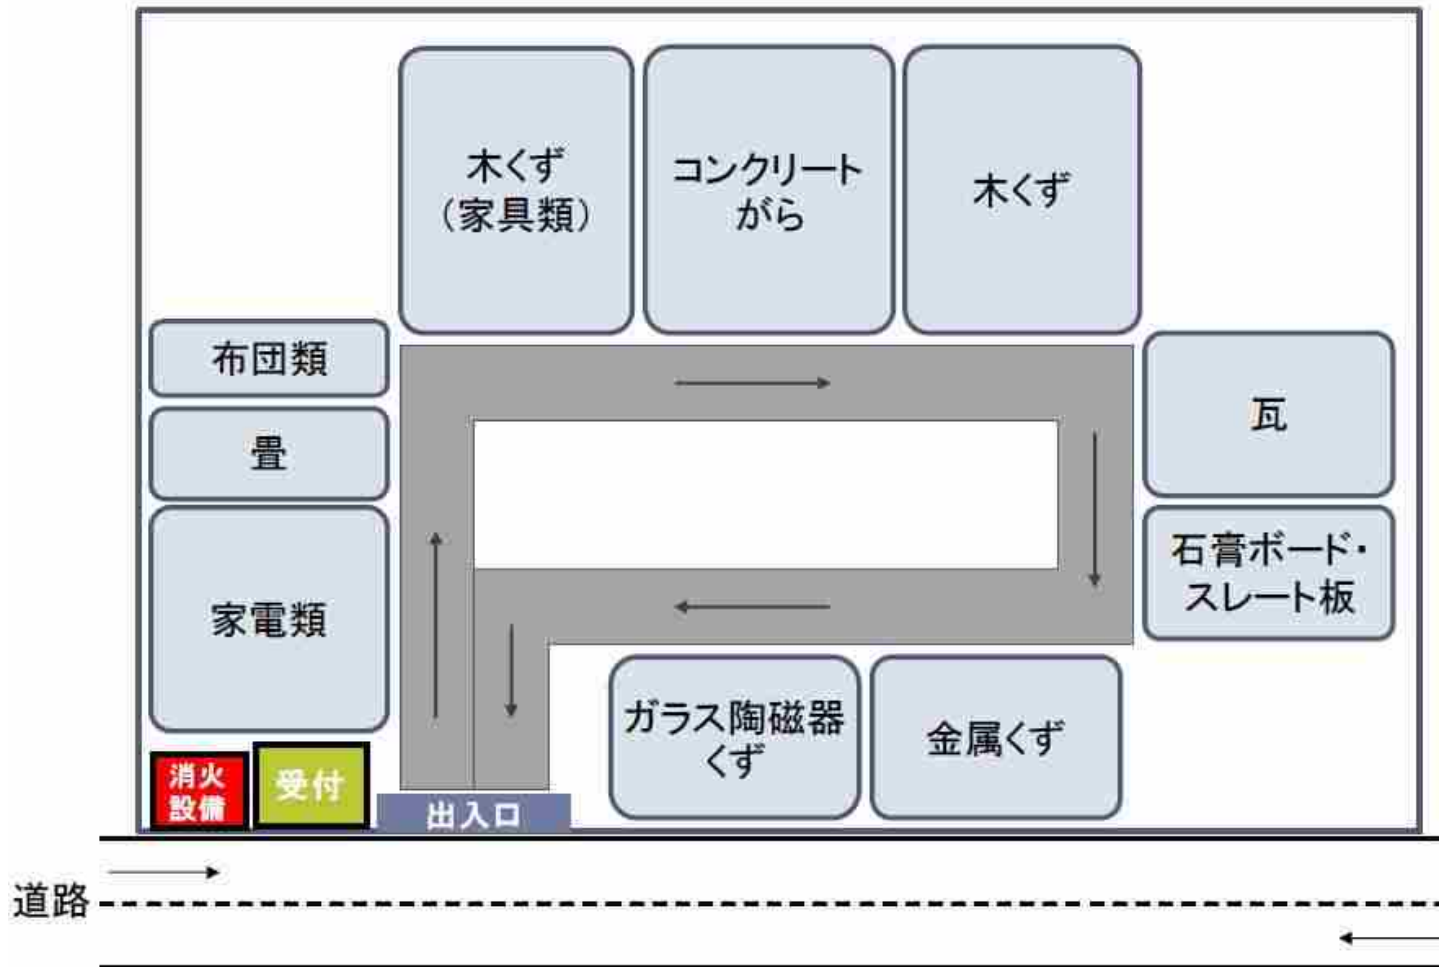 木くず
（家具類）
コンクリート
がら
木くず
布団類
畳
家電類
瓦
石膏ボード・
スレート板
ガラス陶磁器
くず
金属くず
消火
設備
受付
出入口
道路